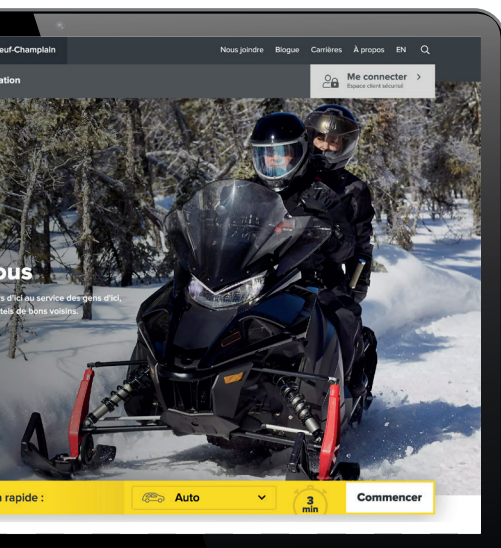 euf-Champlain
Nous joindre Blogue Carrières À propos EN
ation
Me connecter
Espace client sécurisé
ous
s d'ici au service des gens d'ici,
tels de bons voisins.
n rapide :
Auto
3
min
Commencer